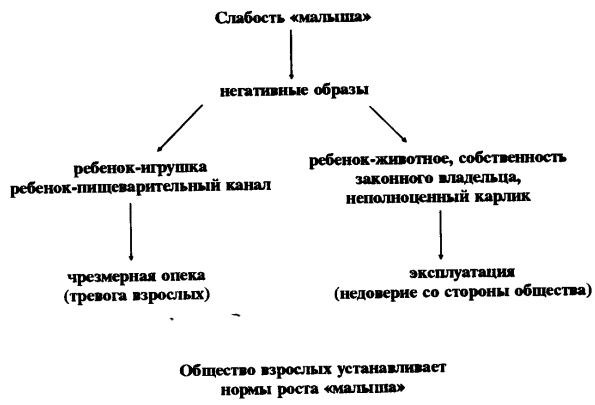 Слабость «малыша»
негативные образы
ребенок-игрушка
ребенок-пищеварительный канал
ребенок-животное, собственность
законного владельца,
неполноценный карлик
чрезмерная опека
(тревога взрослых)
эксплуатация
(недоверие со стороны общества)
Общество взрослых устанавливает
нормы роста «малыша»